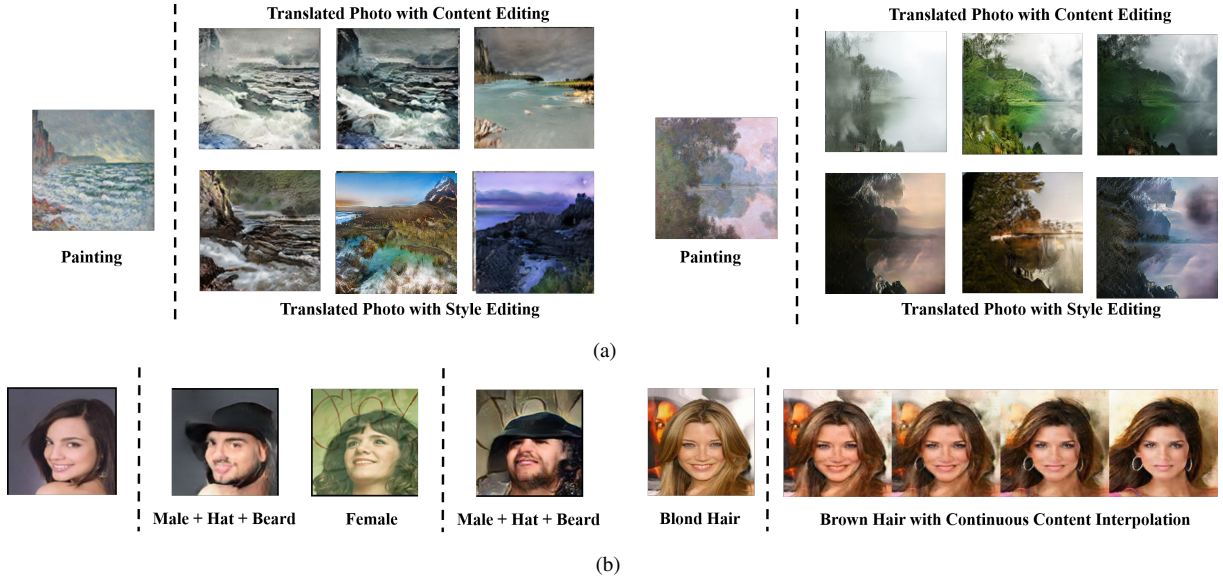 Translated Photo with Content Editing
Painting
Translated Photo with Style Editing
Translated Photo with Content Editing
Painting
Translated Photo with Style Editing
(a)
Male + Hat + Beard
Female
Male + Hat + Beard
Blond Hair
Brown Hair with Continuous Content Interpolation
(b)